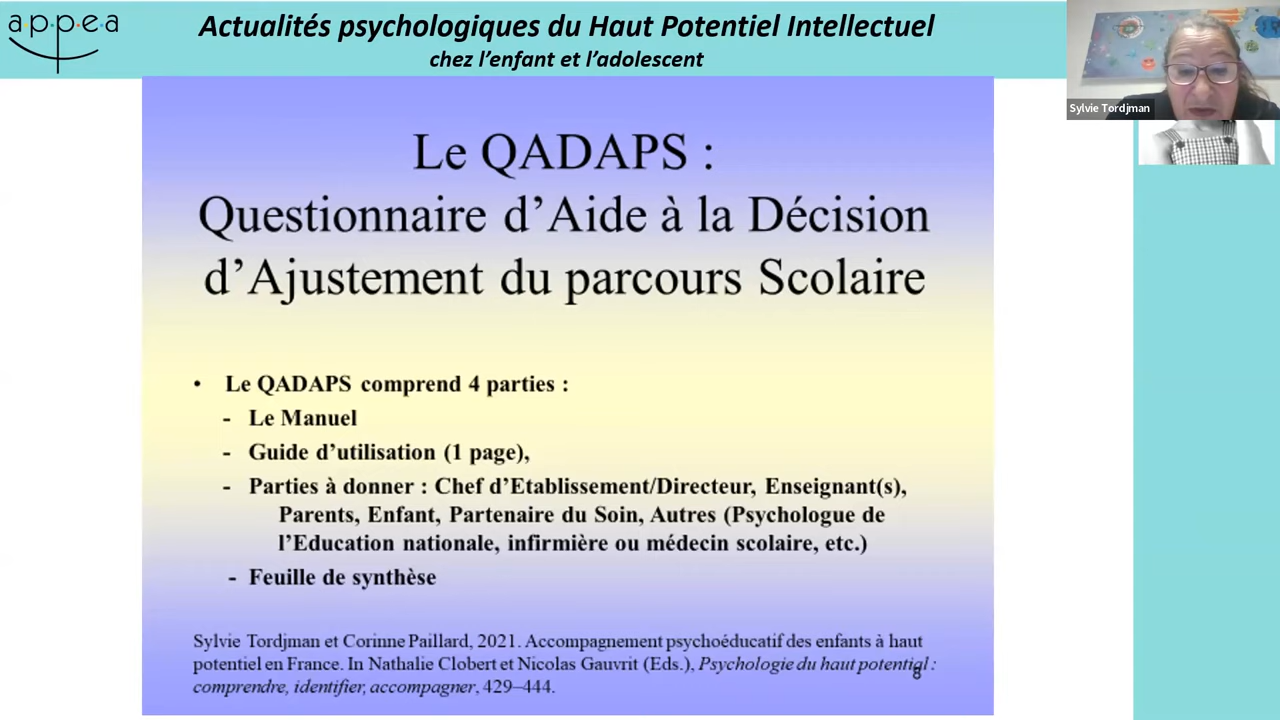 appea
Actualités psychologiques du Haut Potentiel Intellectuel
chez l'enfant et l'adolescent
Sylvie Tordjman
Le QADAPS :
Questionnaire d'Aide à la Décision
d'Ajustement du parcours Scolaire
• Le QADAPS comprend 4 parties :
- Le Manuel
- Guide d'utilisation (1 page),
- Parties à donner : Chef d'Etablissement/Directeur, Enseignant(s),
Parents, Enfant, Partenaire du Soin, Autres (Psychologue de
l'Education nationale, infirmière ou médecin scolaire, etc.)
- Feuille de synthèse
Sylvie Tordjman et Corinne Paillard, 2021. Accompagnement psychoéducatif des enfants à haut
potentiel en France. In Nathalie Clobert et Nicolas Gauvrit (Eds.), Psychologie du haut potentiel :
comprendre, identifier, accompagner, 429–444.
8